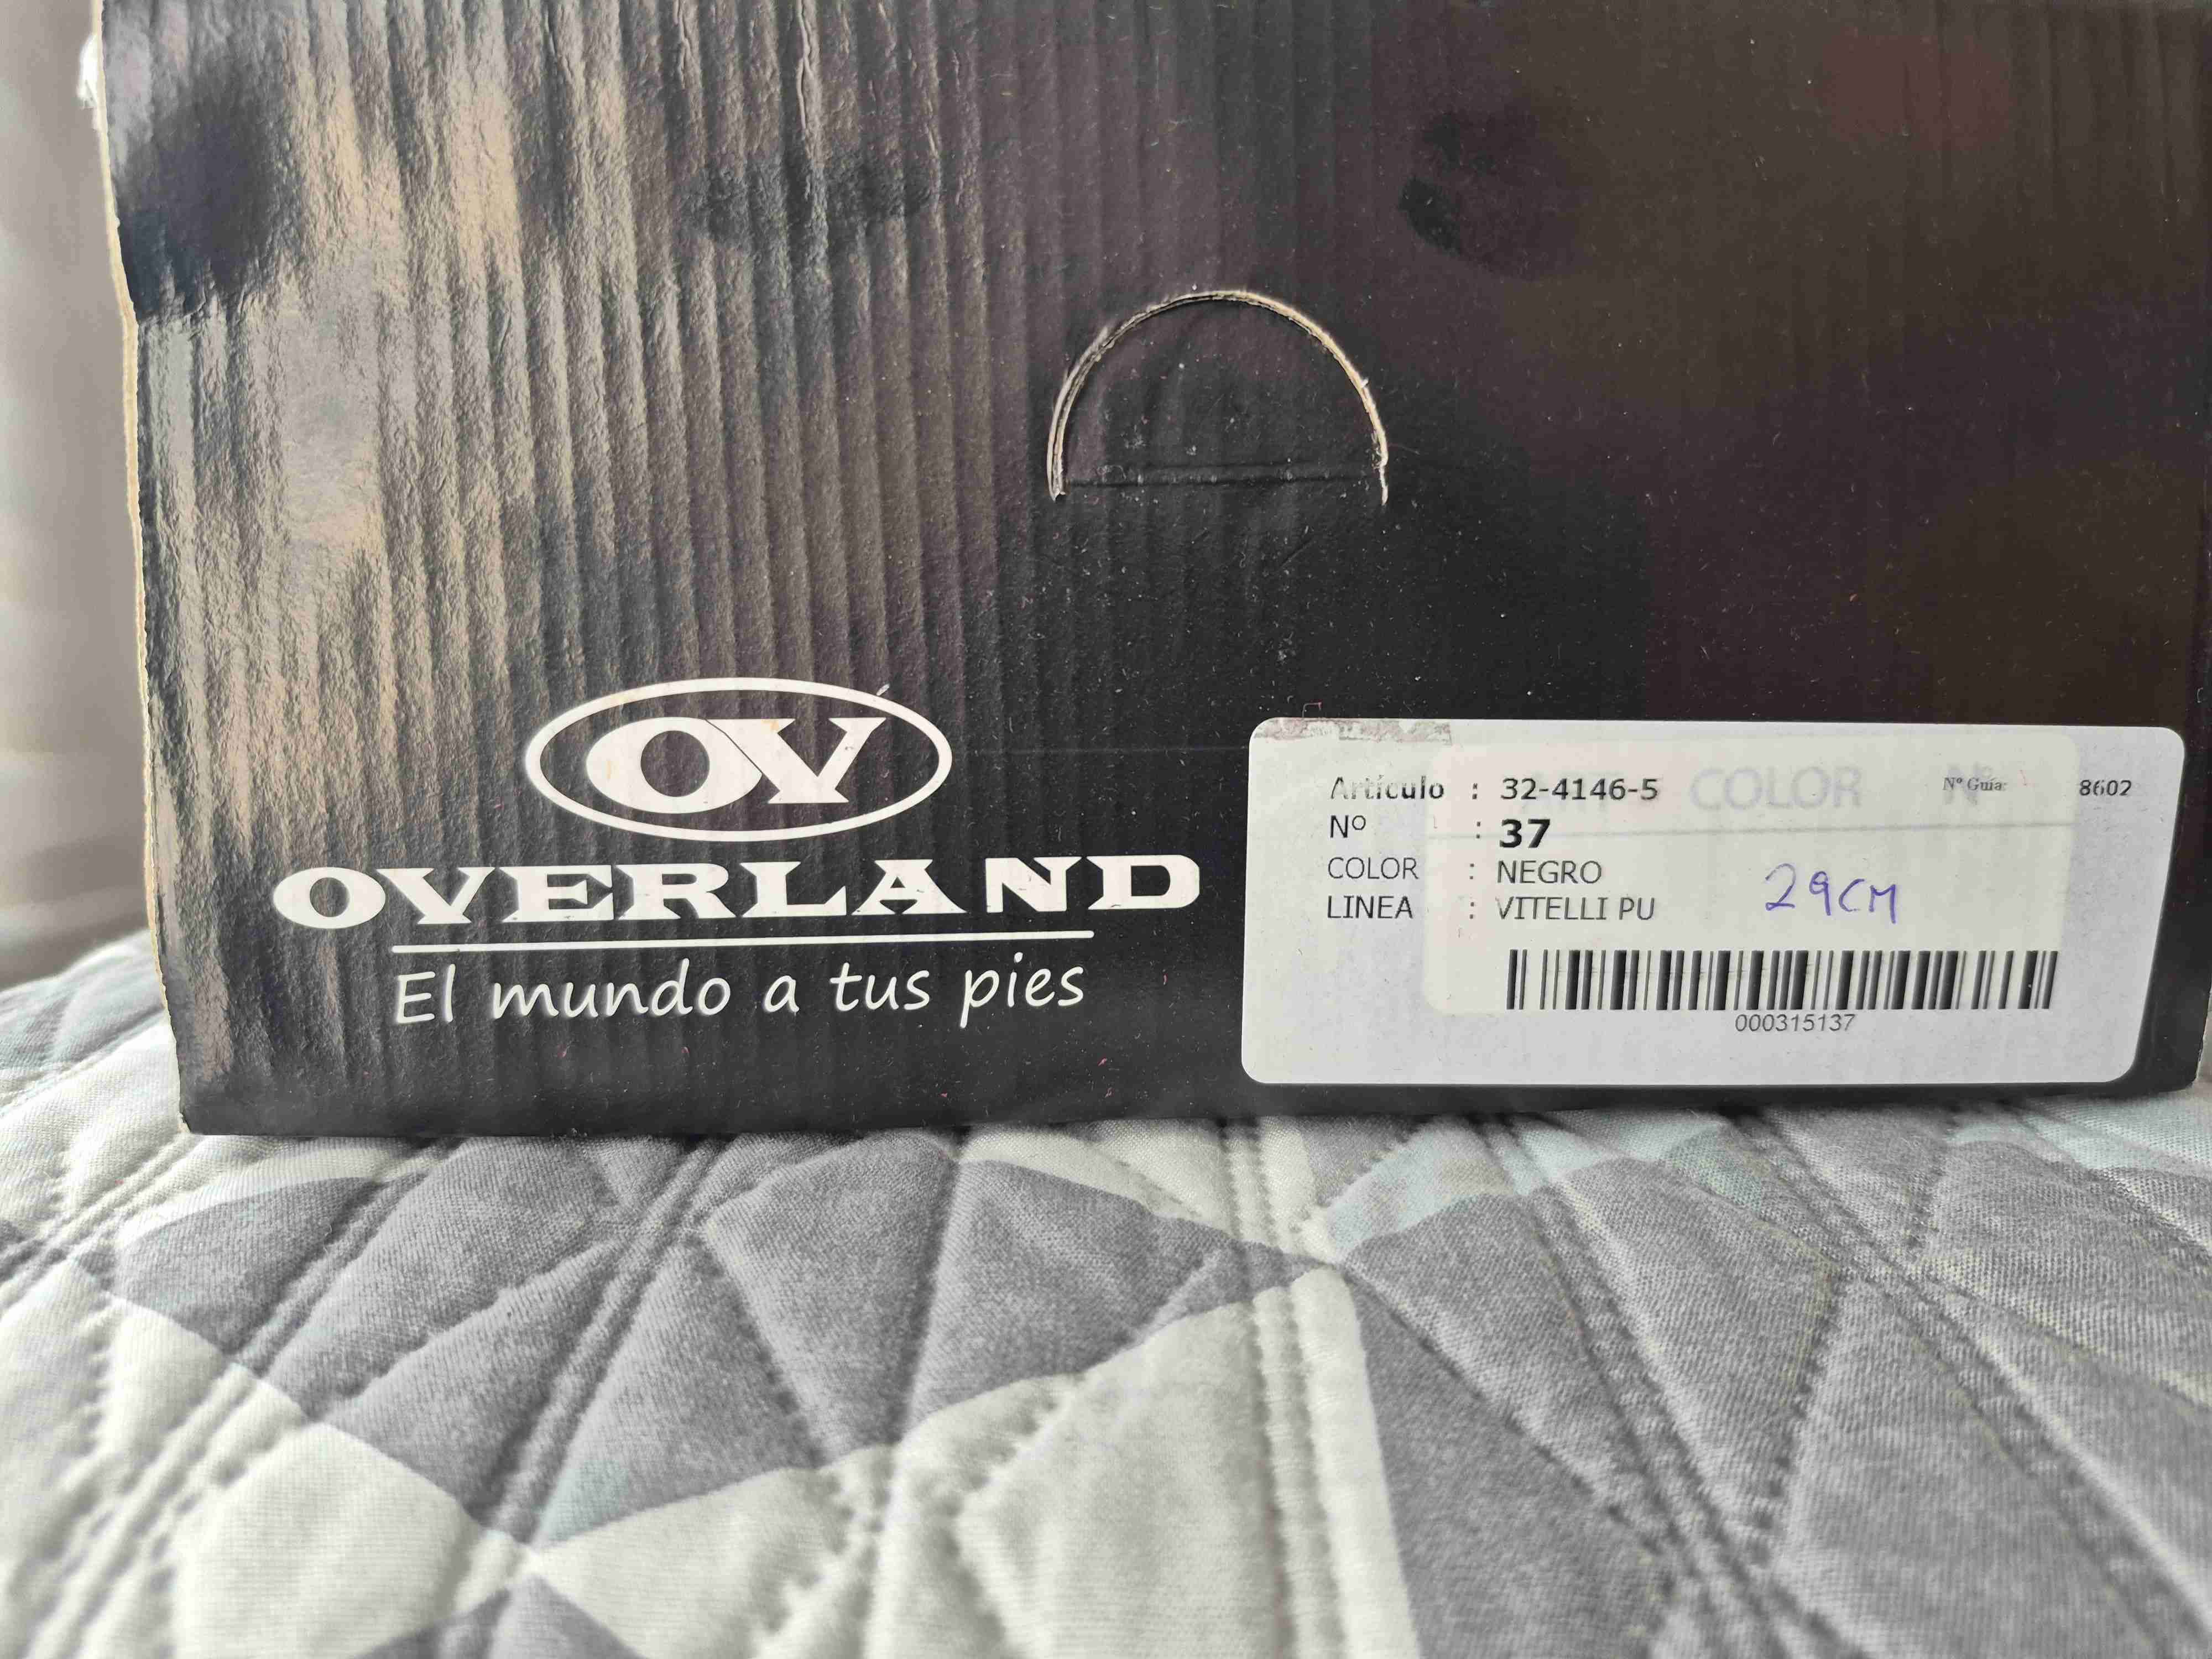 OV
OVERLAND
El mundo a tus pies
Artículo : 32-4146-5 COLOR Nº Nº Guía: 8602
Nº : 37
COLOR : NEGRO
LINEA : VITELLI PU 29CM
000315137